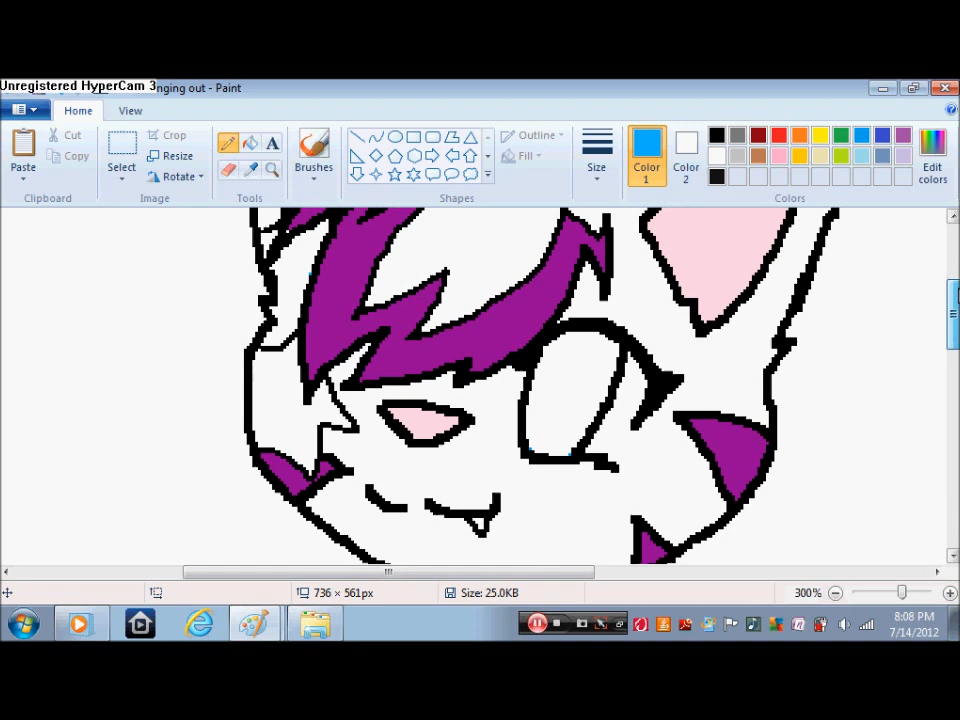 Unregistered HyperCam 3 nging out - Paint
Home View
Paste
Cut
Copy
Clipboard
Select
Crop
Resize
Rotate
Image
A
Tools
Brushes
Outline
Fill
Shapes
Size
Color 1
Color 2
Edit colors
Colors
736 × 561px
Size: 25.0KB
300%
8:08 PM
7/14/2012